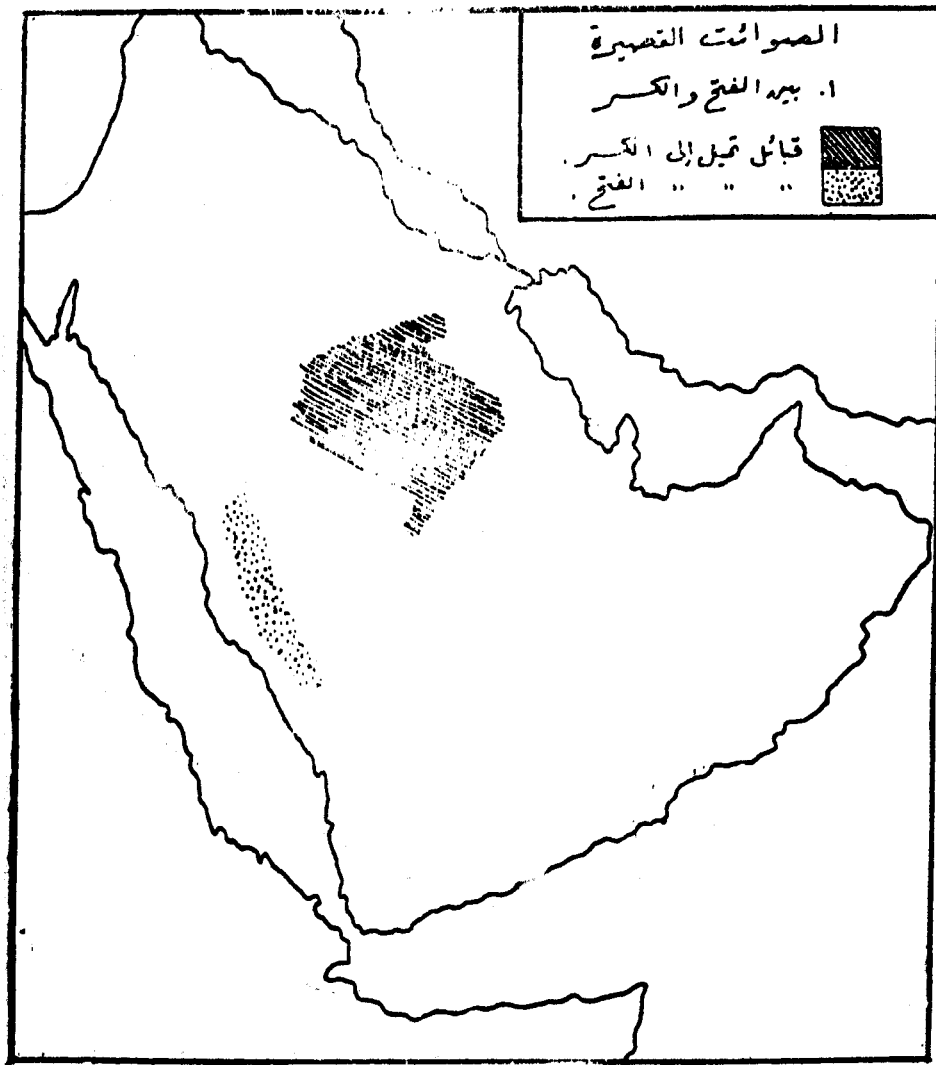 الصوائت القصيرة
١. بين الفتح والكسر
قبائل تميل إلى الكسر.
" " " الفتح.